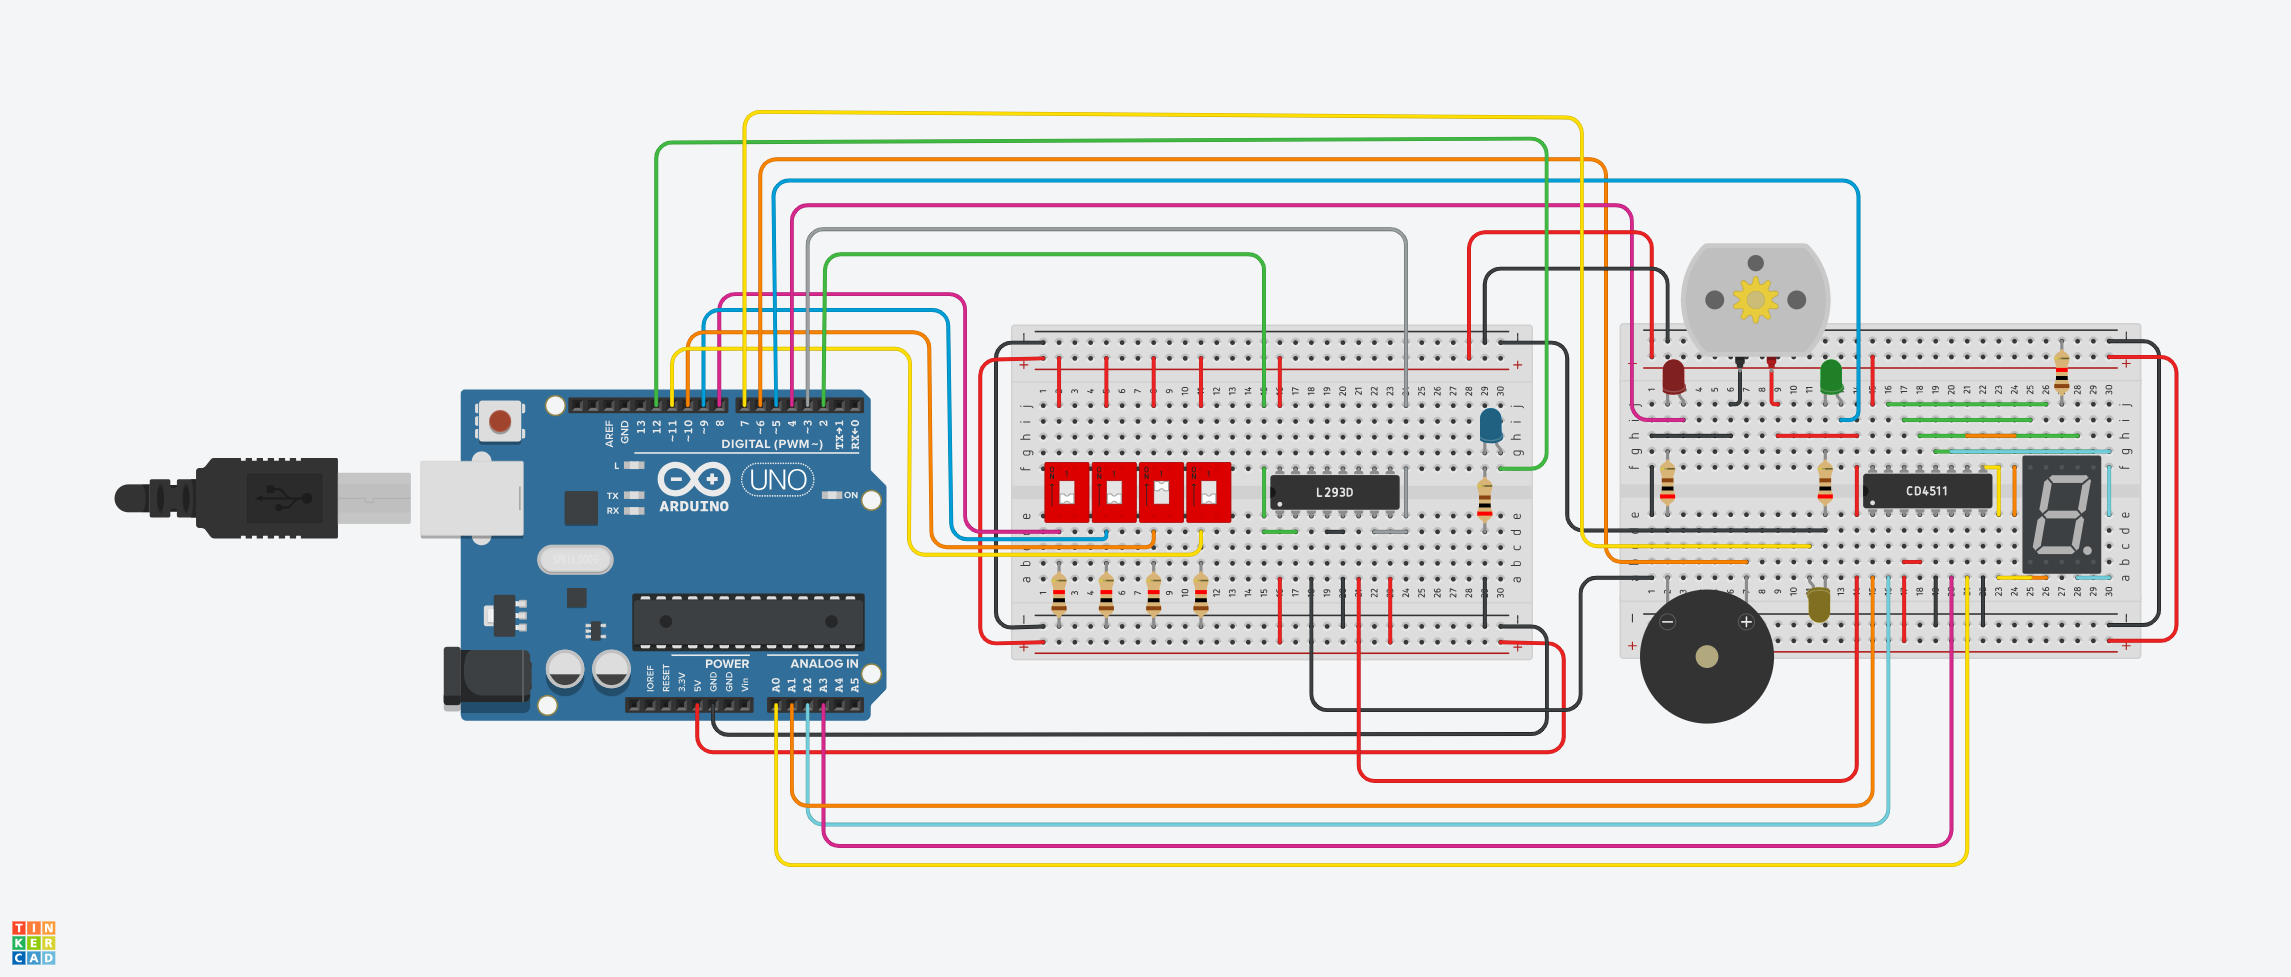 AREF
GND
13
12
~11
~10
~9
8
7
~6
~5
4
~3
2
TX→1
RX←0
DIGITAL (PWM~)
L
TX
RX
UNO
ARDUINO
ON
POWER
ANALOG IN
IOREF
RESET
3.3V
5V
GND
GND
Vin
A0
A1
A2
A3
A4
A5
L293D
CD4511
TIN
KER
CAD